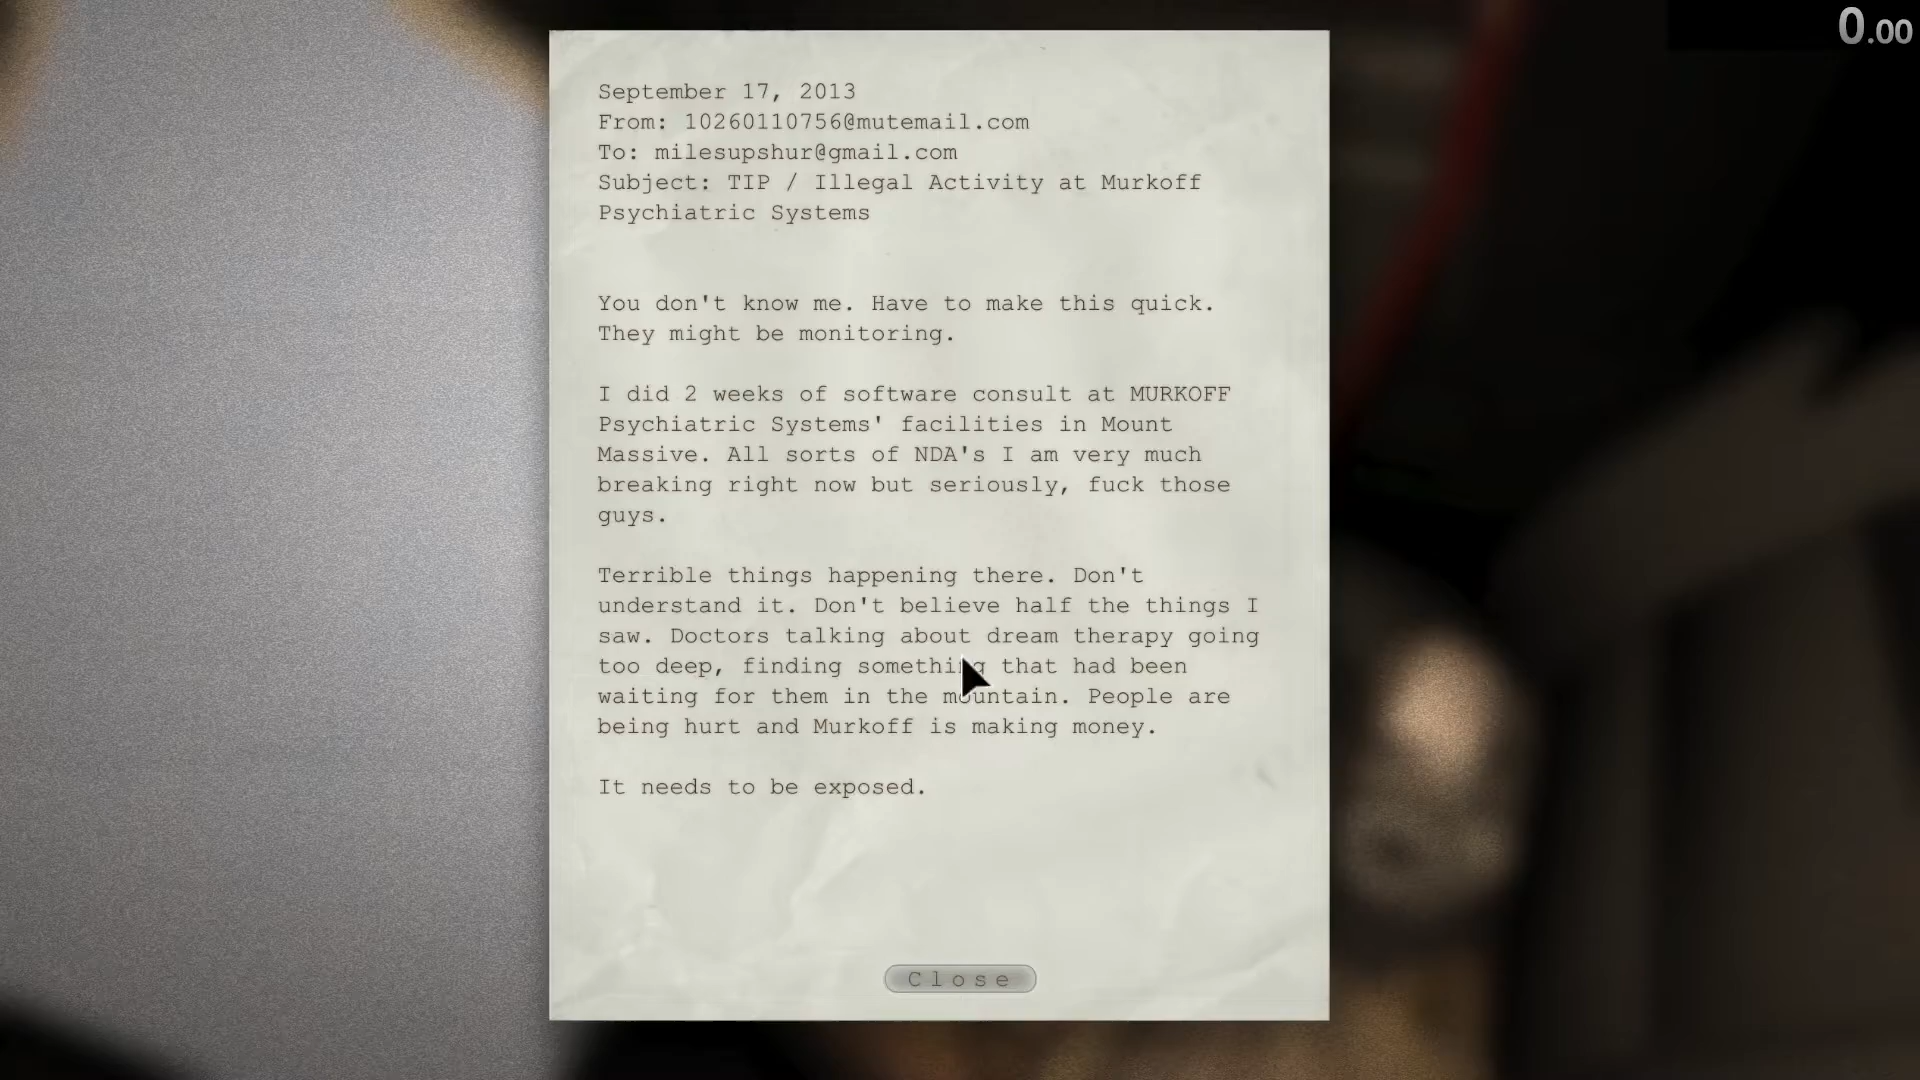 0.00
September 17, 2013
From: 10260110756@mutemail.com
To: milesupshur@gmail.com
Subject: TIP / Illegal Activity at Murkoff
Psychiatric Systems
You don't know me. Have to make this quick.
They might be monitoring.
I did 2 weeks of software consult at MURKOFF
Psychiatric Systems' facilities in Mount
Massive. All sorts of NDA's I am very much
breaking right now but seriously, fuck those
guys.
Terrible things happening there. Don't
understand it. Don't believe half the things I
saw. Doctors talking about dream therapy going
too deep, finding something that had been
waiting for them in the mountain. People are
being hurt and Murkoff is making money.
It needs to be exposed.
Close